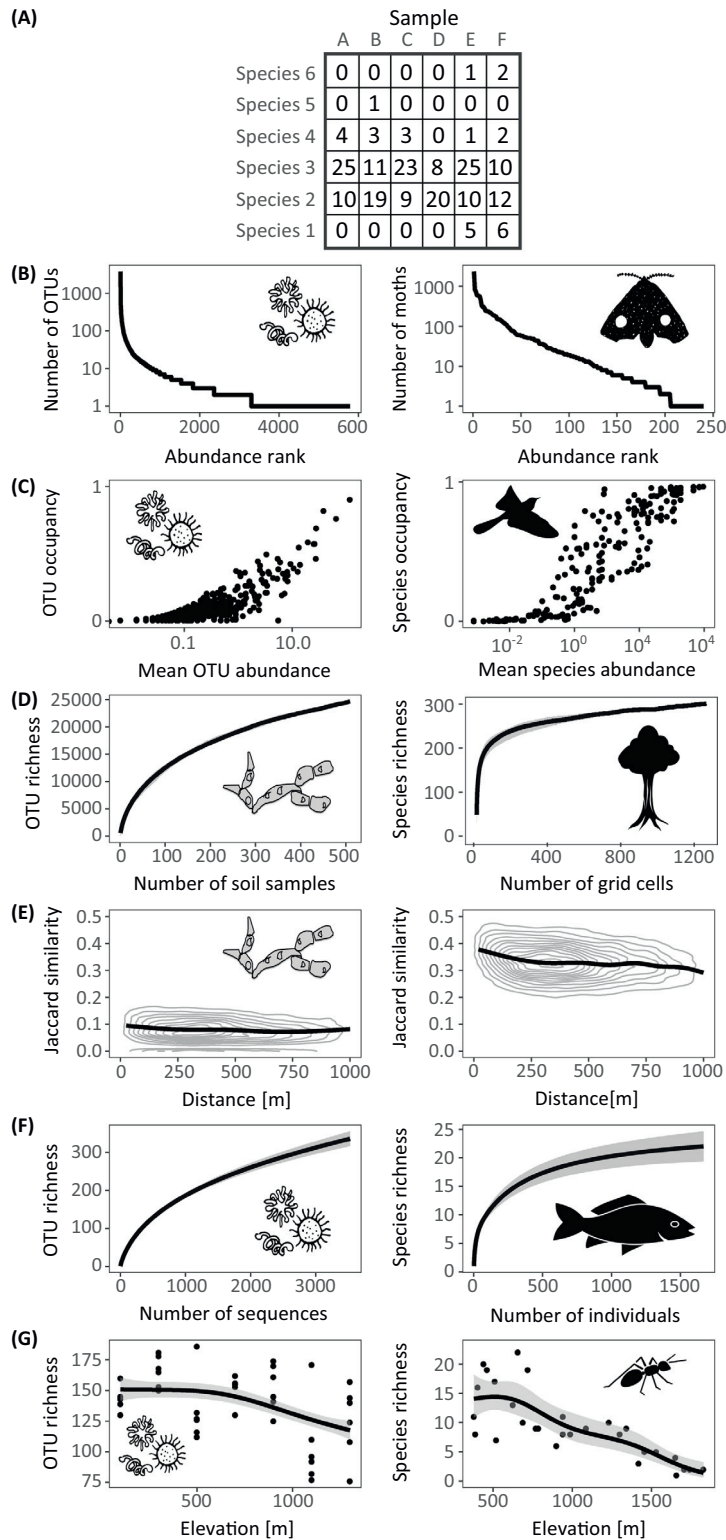 (A)
Sample
A B C D E F
Species 6 0 0 0 0 1 2
Species 5 0 1 0 0 0 0
Species 4 4 3 3 0 1 2
Species 3 25 11 23 8 25 10
Species 2 10 19 9 20 10 12
Species 1 0 0 0 0 5 6
(B)
Number of OTUs
1000
100
10
1
0 2000 4000 600
Abundance rank
Number of moths
1000
100
10
1
0 50 100 150 200 250
Abundance rank
(C)
OTU occupancy
1
0
0.1 10.0
Mean OTU abundance
Species occupancy
1
0
10-2 100 104 104
Mean species abundance
(D)
OTU richness
25000
20000
15000
10000
5000
0
0 100 200 300 400 500
Number of soil samples
Species richness
300
200
100
0
0 400 800 1200
Number of grid cells
(E)
Jaccard similarity
0.5
0.4
0.3
0.2
0.1
0.0
0 250 500 750 1000
Distance [m]
Jaccard similarity
0.5
0.4
0.3
0.2
0.1
0.0
0 250 500 750 1000
Distance[m]
(F)
OTU richness
300
200
100
0
0 1000 2000 3000
Number of sequences
Species richness
25
20
15
10
5
0
0 500 1000 1500
Number of individuals
(G)
OTU richness
175
150
125
100
75
500 1000
Elevation [m]
Species richness
20
15
10
5
0
500 1000 1500
Elevation [m]